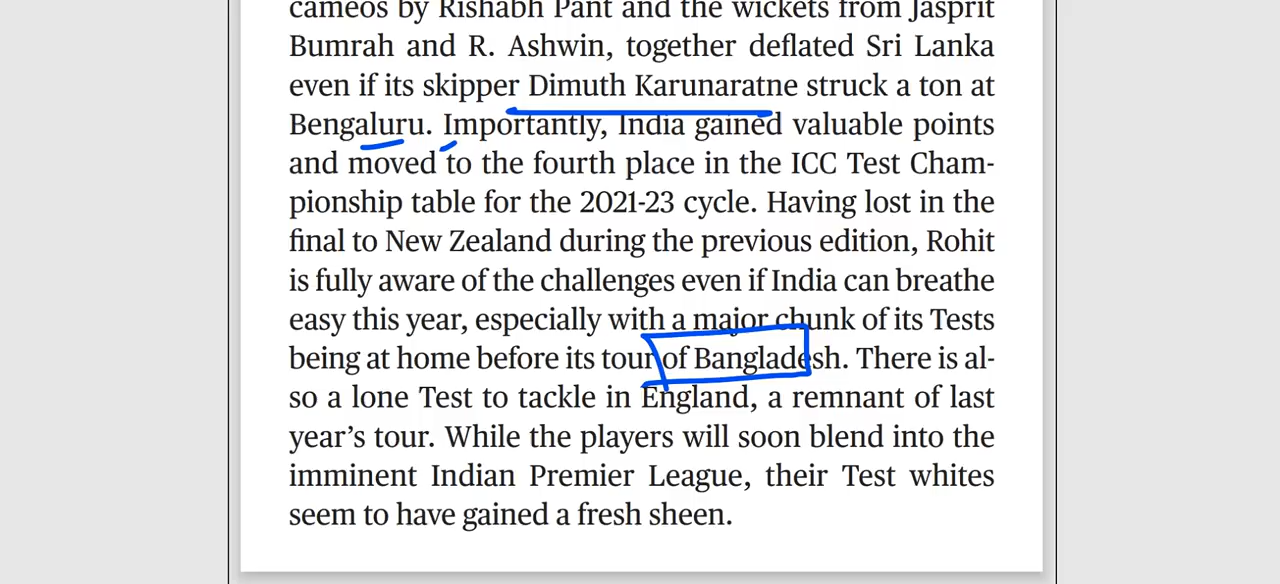 cameos by Rishabh Pant and the wickets from Jasprit
Bumrah and R. Ashwin, together deflated Sri Lanka
even if its skipper Dimuth Karunaratne struck a ton at
Bengaluru. Importantly, India gained valuable points
and moved to the fourth place in the ICC Test Cham-
pionship table for the 2021-23 cycle. Having lost in the
final to New Zealand during the previous edition, Rohit
is fully aware of the challenges even if India can breathe
easy this year, especially with a major chunk of its Tests
being at home before its tour of Bangladesh. There is al-
so a lone Test to tackle in England, a remnant of last
year’s tour. While the players will soon blend into the
imminent Indian Premier League, their Test whites
seem to have gained a fresh sheen.